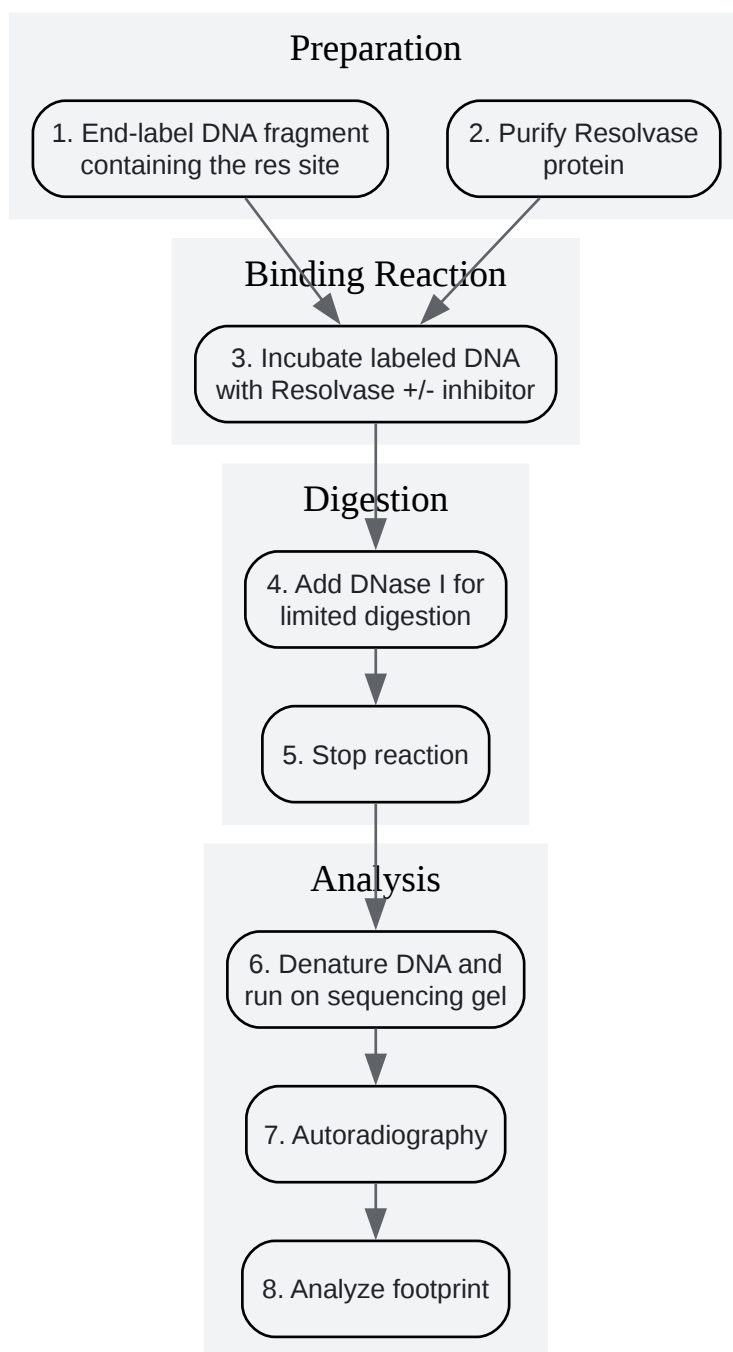 Preparation
1. End-label DNA fragment
containing the res site
2. Purify Resolvase
protein
Binding Reaction
3. Incubate labeled DNA
with Resolvase +/- inhibitor
Digestion
4. Add DNase I for
limited digestion
5. Stop reaction
Analysis
6. Denature DNA and
run on sequencing gel
7. Autoradiography
8. Analyze footprint